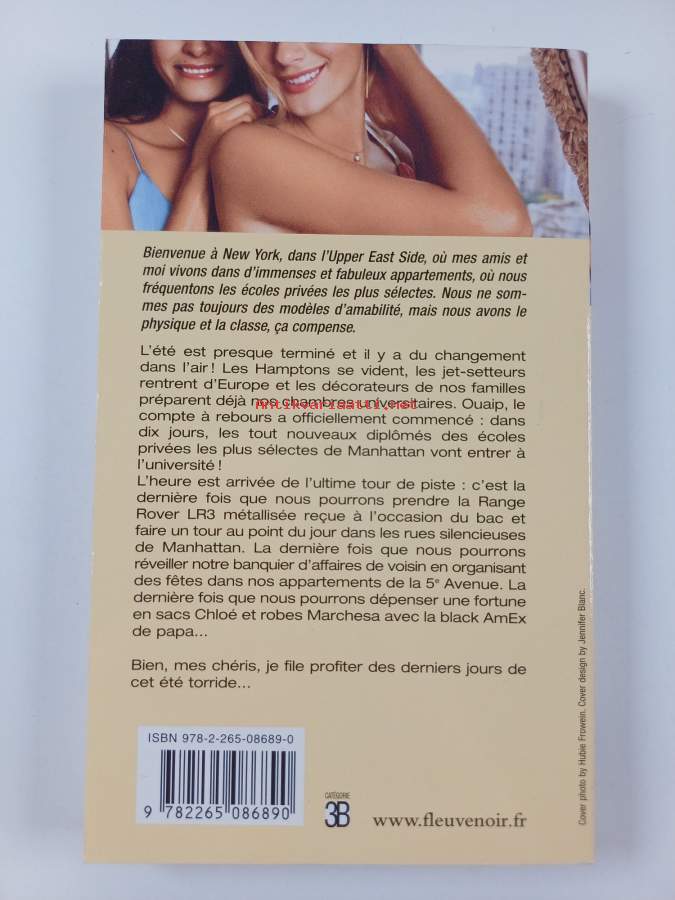 Bienvenue à New York, dans l'Upper East Side, où mes amis et
moi vivons dans d'immenses et fabuleux appartements, où nous
fréquentons les écoles privées les plus sélectes. Nous ne som-
mes pas toujours des modèles d'amabilité, mais nous avons le
physique et la classe, ça compense.
L'été est presque terminé et il y a du changement
dans l'air ! Les Hamptons se vident, les jet-setteurs
rentrent d'Europe et les décorateurs de nos familles
préparent déjà nos chambres universitaires. Ouaip, le
Antikvariaatti.net
compte à rebours a officiellement commencé : dans
dix jours, les tout nouveaux diplômés des écoles
privées les plus sélectes de Manhattan vont entrer à
l'université !
L'heure est arrivée de l'ultime tour de piste : c'est la
dernière fois que nous pourrons prendre la Range
Rover LR3 métallisée reçue à l'occasion du bac et
faire un tour au point du jour dans les rues silencieuses
de Manhattan. La dernière fois que nous pourrons
réveiller notre banquier d'affaires de voisin en organisant
des fêtes dans nos appartements de la 5e Avenue. La
dernière fois que nous pourrons dépenser une fortune
en sacs Chloé et robes Marchesa avec la black AmEx
de papa...
Bien, mes chéris, je file profiter des derniers jours de
cet été torride...
ISBN 978-2-265-08689-0
9 782265 086890
CATÉGORIE
3B
www.fleuvenoir.fr
Cover photo by Hubie Frowein. Cover design by Jennifer Blanc.